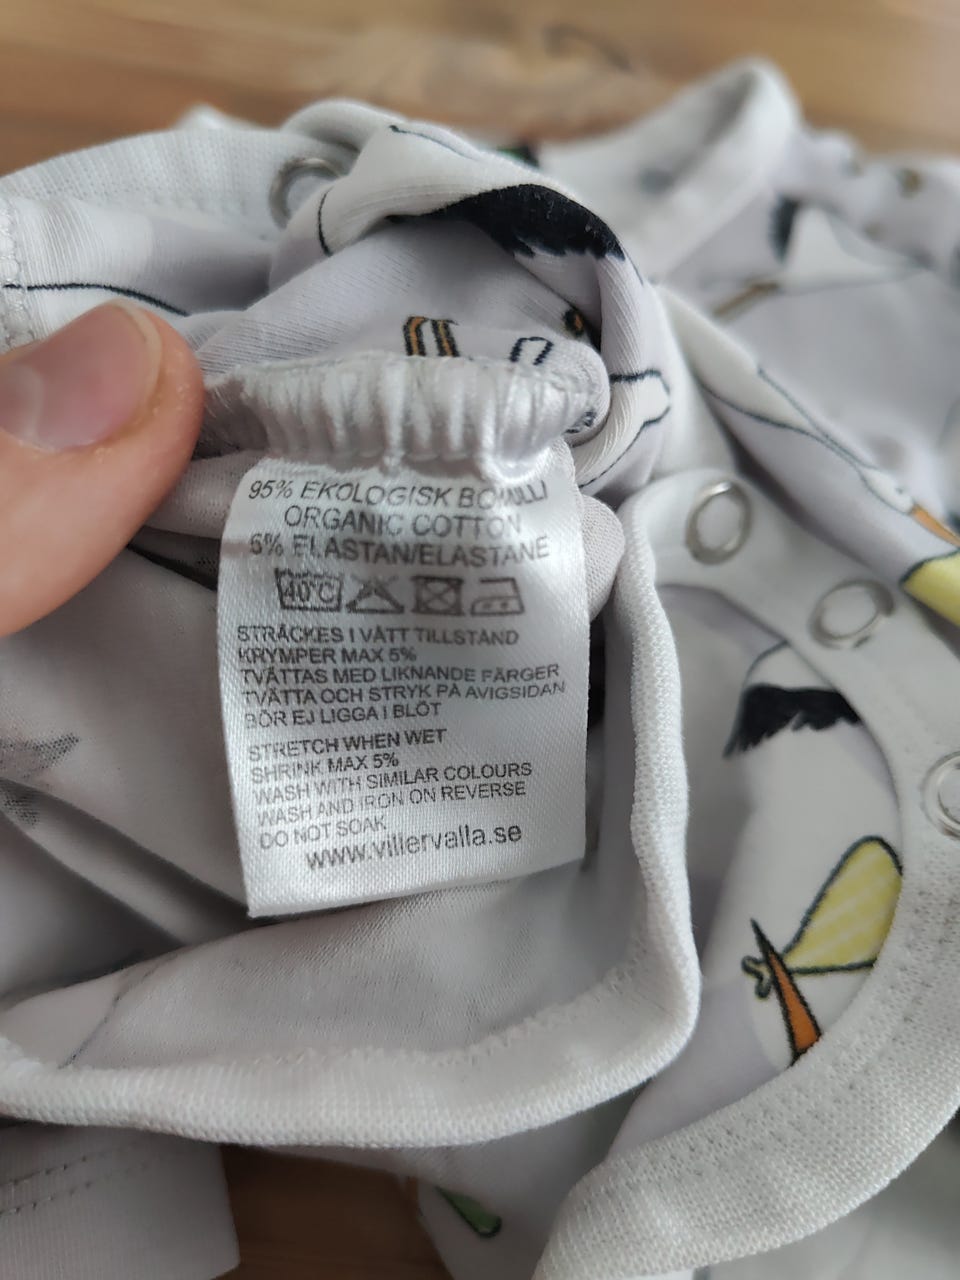 95% EKOLOGISK BOMULL/
ORGANIC COTTON
5% ELASTAN/ELASTANE
40°C
STRÄCKES I VÅTT TILLSTÅND
KRYMPER MAX 5%
TVÄTTAS MED LIKNANDE FÄRGER
TVÄTTA OCH STRYK PÅ AVIGSIDAN
BÖR EJ LIGGA I BLÖT
STRETCH WHEN WET
SHRINK MAX 5%
WASH WITH SIMILAR COLOURS
WASH AND IRON ON REVERSE
DO NOT SOAK
www.villervalla.se